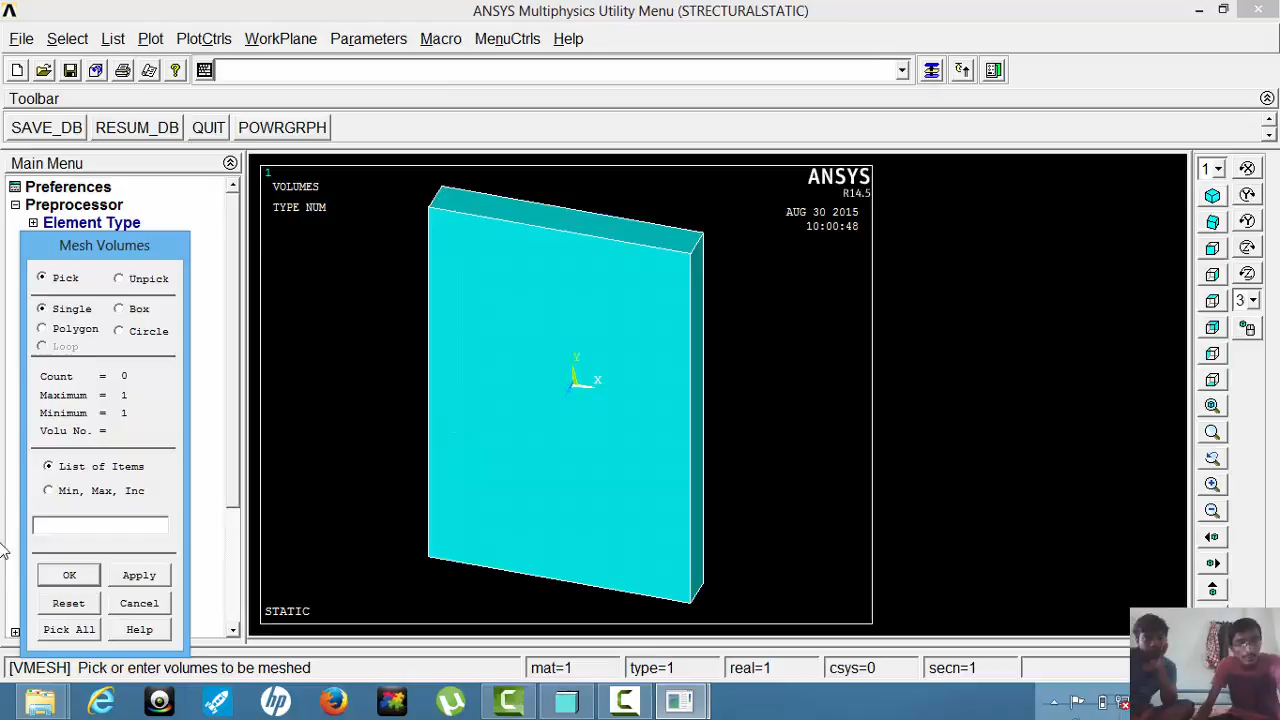 ANSYS Multiphysics Utility Menu (STRECTURALSTATIC)
File Select List Plot PlotCtrls WorkPlane Parameters Macro MenuCtrls Help
Toolbar
SAVE_DB RESUM_DB QUIT POWRGRPH
Main Menu
Preferences
Preprocessor
Element Type
Mesh Volumes
Pick Unpick
Single Box
Polygon Circle
Loop
Count = 0
Maximum = 1
Minimum = 1
Volu No. =
List of Items
Min, Max, Inc
OK Apply
Reset Cancel
Pick All Help
1
VOLUMES
TYPE NUM
ANSYS
R14.5
AUG 30 2015
10:00:48
Y
X
STATIC
1
3
[VMESH] Pick or enter volumes to be meshed
mat=1 type=1 real=1 csys=0 secn=1